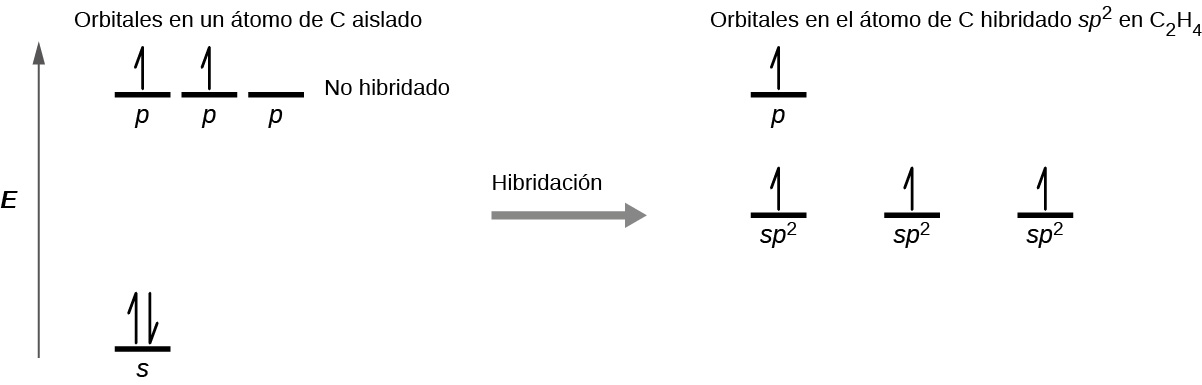 Orbitales en un átomo de C aislado
Orbitales en el átomo de C hibridado sp² en C₂H₄
No hibridado
p p p
p
E
Hibridación
sp² sp² sp²
s